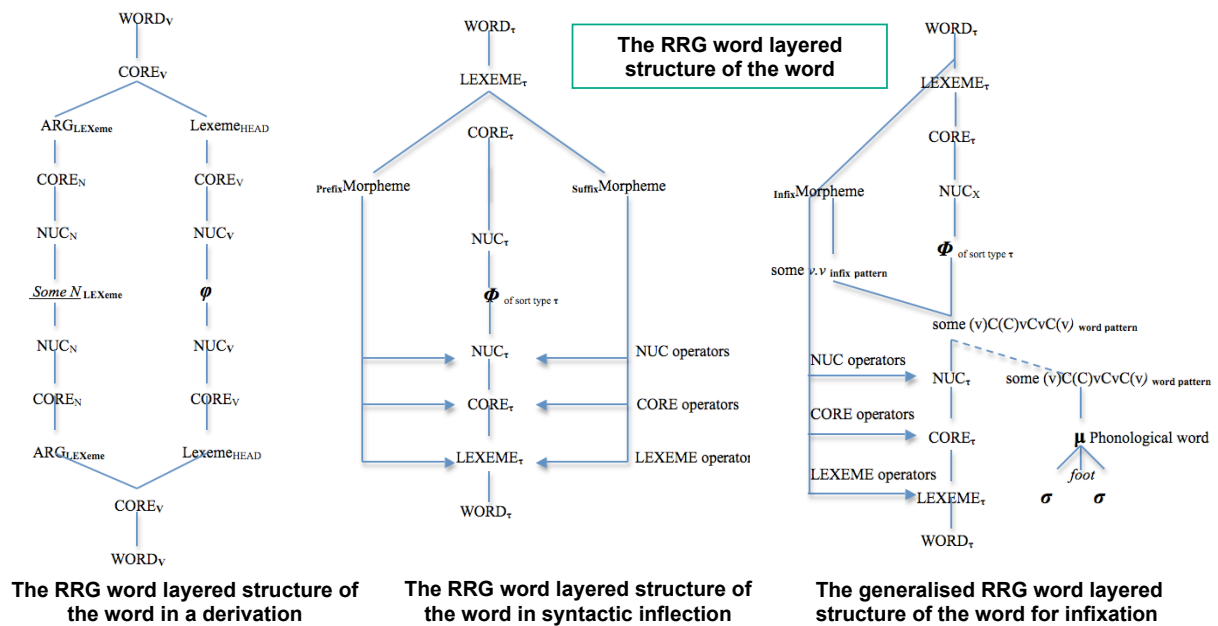 The RRG word layered
structure of the word
WORDV
COREV
ARGLEXeme LexemeHEAD
COREN COREV
NUCN NUCV
Some N LEXeme φ
NUCN NUCV
COREN COREV
ARGLEXeme LexemeHEAD
COREV
WORDV
The RRG word layered structure of
the word in a derivation
WORDτ
LEXEMEτ
COREτ
PrefixMorpheme SuffixMorpheme
NUCτ
Φ of sort type τ
NUCτ NUC operators
COREτ CORE operators
LEXEMEτ LEXEME operator
WORDτ
The RRG word layered structure of
the word in syntactic inflection
WORDτ
LEXEMEτ
COREτ
InfixMorpheme NUCX
Φ of sort type τ
some v.v infix pattern
some (v)C(C)vCvC(v) word pattern
NUC operators NUCτ some (v)C(C)vCvC(v) word pattern
CORE operators COREτ μ Phonological word
LEXEME operators foot
LEXEMEτ σ σ
WORDτ
The generalised RRG word layered
structure of the word for infixation